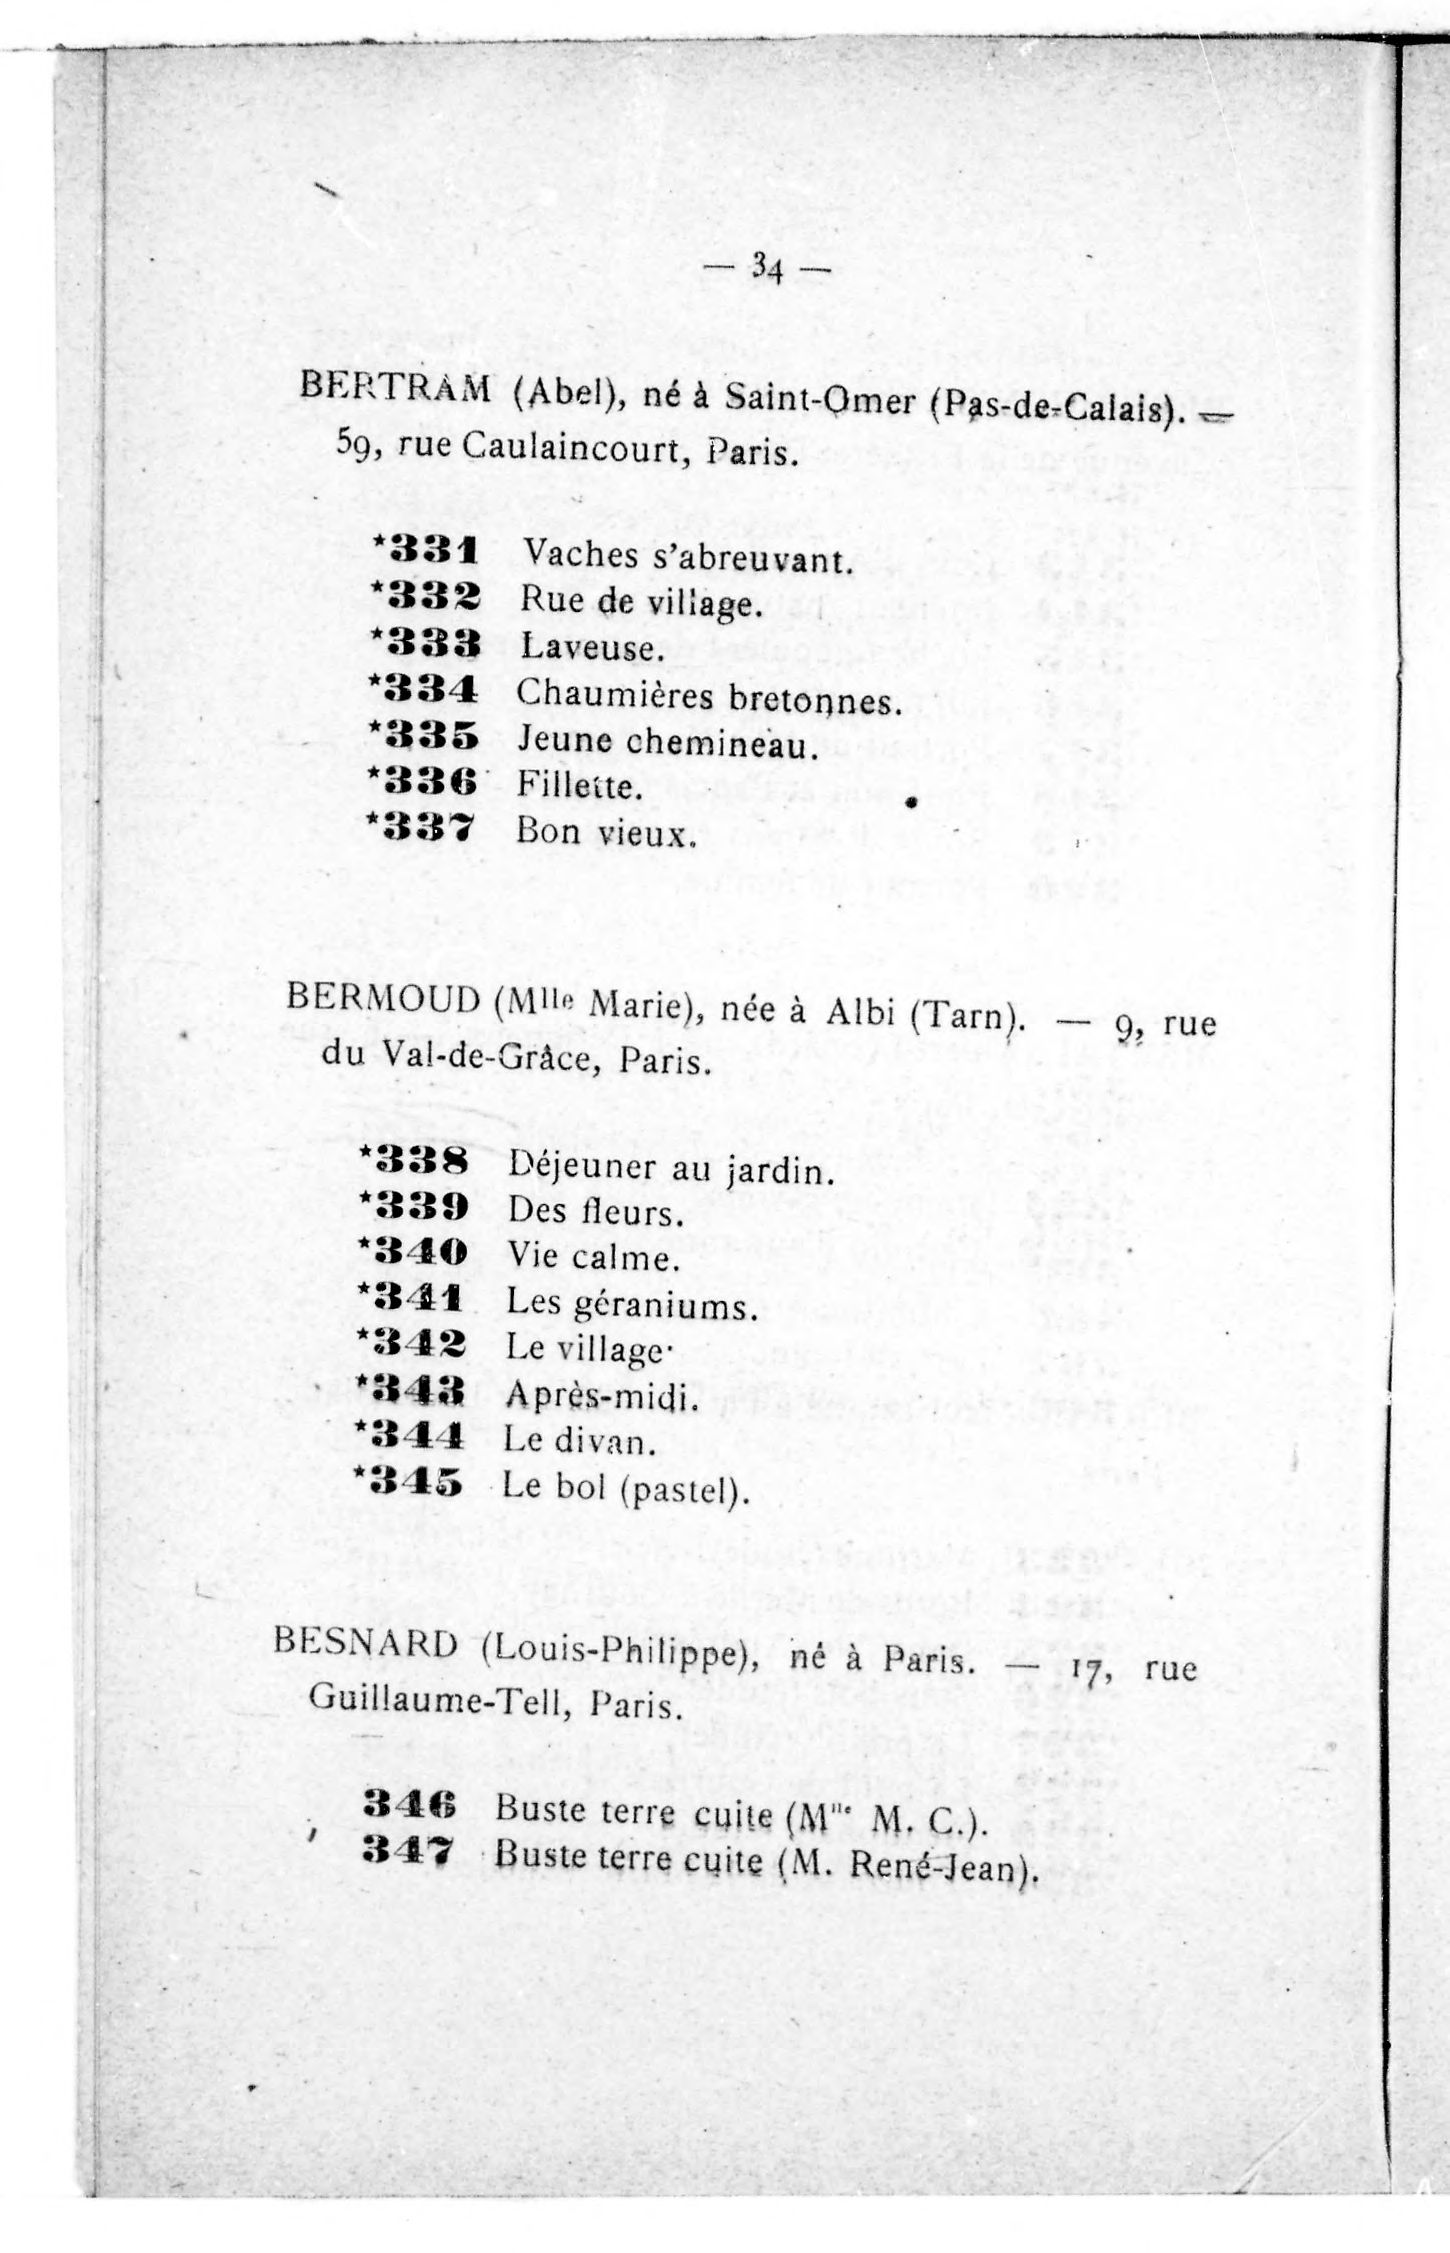 — 34 —
BERTRAM (Abel), né à Saint-Omer (Pas-de-Calais). —
59, rue Caulaincourt, Paris.
*331 Vaches s'abreuvant.
*332 Rue de village.
*333 Laveuse.
*334 Chaumières bretonnes.
*335 Jeune chemineau.
*336 Fillette.
*337 Bon vieux.
BERMOUD (Mlle Marie), née à Albi (Tarn). — 9, rue
du Val-de-Grâce, Paris.
*338 Déjeuner au jardin.
*339 Des fleurs.
*340 Vie calme.
*341 Les géraniums.
*342 Le village.
*343 Après-midi.
*344 Le divan.
*345 Le bol (pastel).
BESNARD (Louis-Philippe), né à Paris. — 17, rue
Guillaume-Tell, Paris.
346 Buste terre cuite (Mlle M. C.).
347 Buste terre cuite (M. René-Jean).